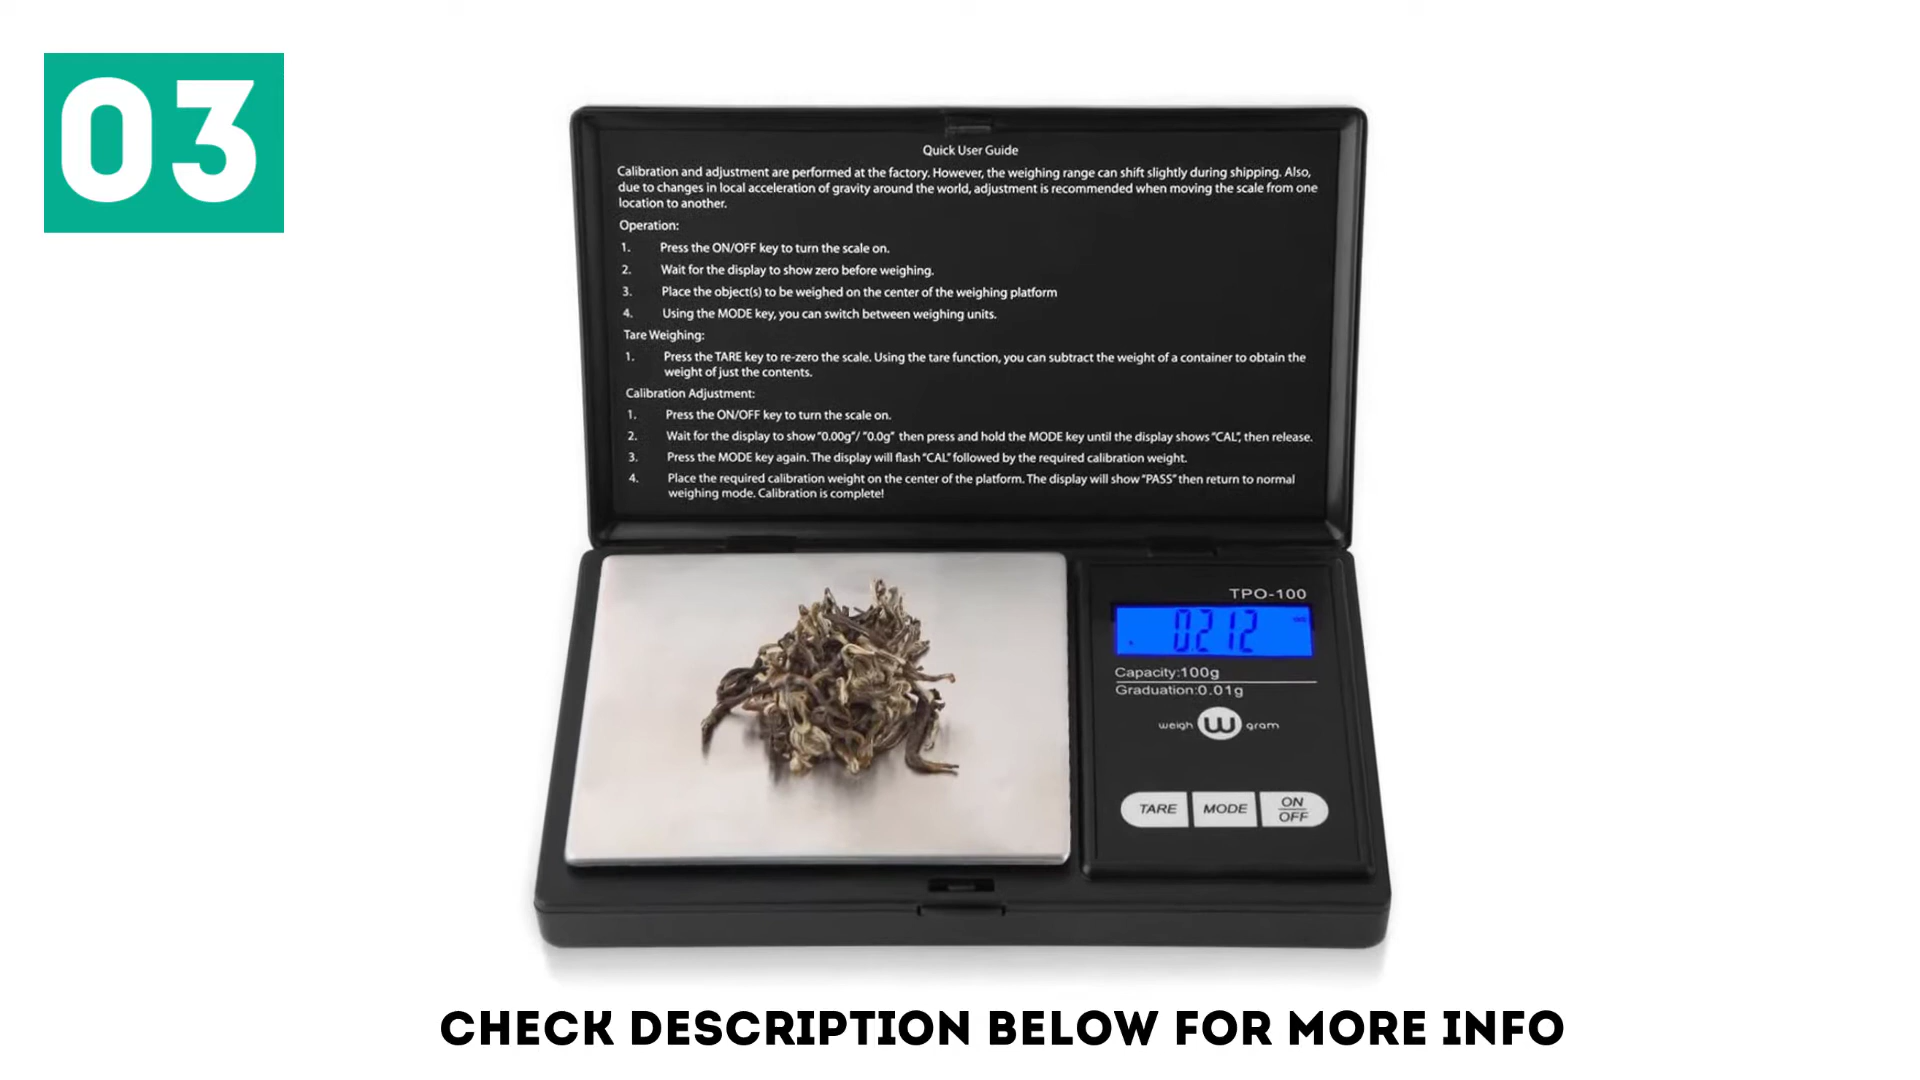 03
Quick User Guide
Calibration and adjustment are performed at the factory. However, the weighing range can shift slightly during shipping. Also,
due to changes in local acceleration of gravity around the world, adjustment is recommended when moving the scale from one
location to another.
Operation:
1. Press the ON/OFF key to turn the scale on.
2. Wait for the display to show zero before weighing.
3. Place the object(s) to be weighed on the center of the weighing platform
4. Using the MODE key, you can switch between weighing units.
Tare Weighing:
1. Press the TARE key to re-zero the scale. Using the tare function, you can subtract the weight of a container to obtain the
weight of just the contents.
Calibration Adjustment:
1. Press the ON/OFF key to turn the scale on.
2. Wait for the display to show "0.00g"/ "0.0g" then press and hold the MODE key until the display shows "CAL", then release.
3. Press the MODE key again. The display will flash "CAL" followed by the required calibration weight.
4. Place the required calibration weight on the center of the platform. The display will show "PASS" then return to normal
weighing mode. Calibration is complete!
TPO-100
0.212
Capacity:100g
Graduation:0.01g
weigh W gram
TARE MODE ON
OFF
CHECK DESCRIPTION BELOW FOR MORE INFO